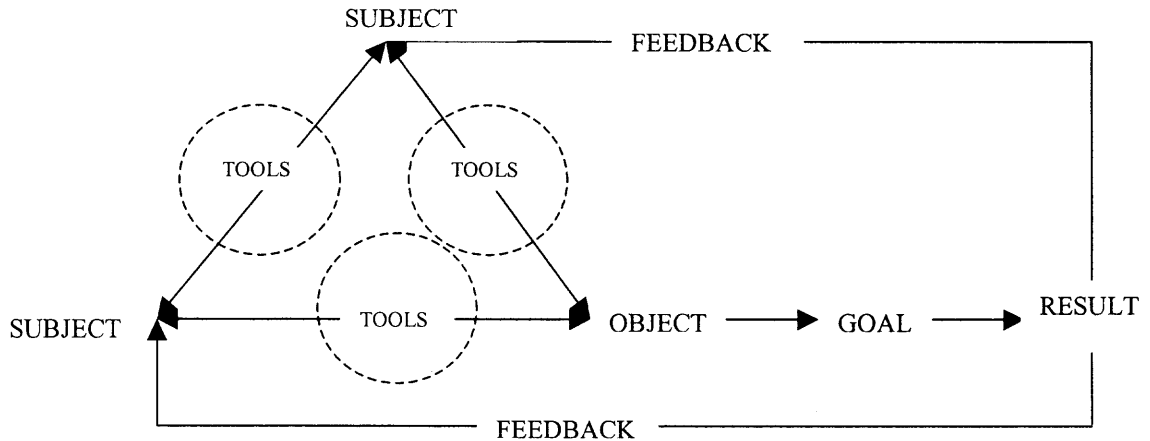 SUBJECT
FEEDBACK
TOOLS
TOOLS
SUBJECT
TOOLS
OBJECT
GOAL
RESULT
FEEDBACK